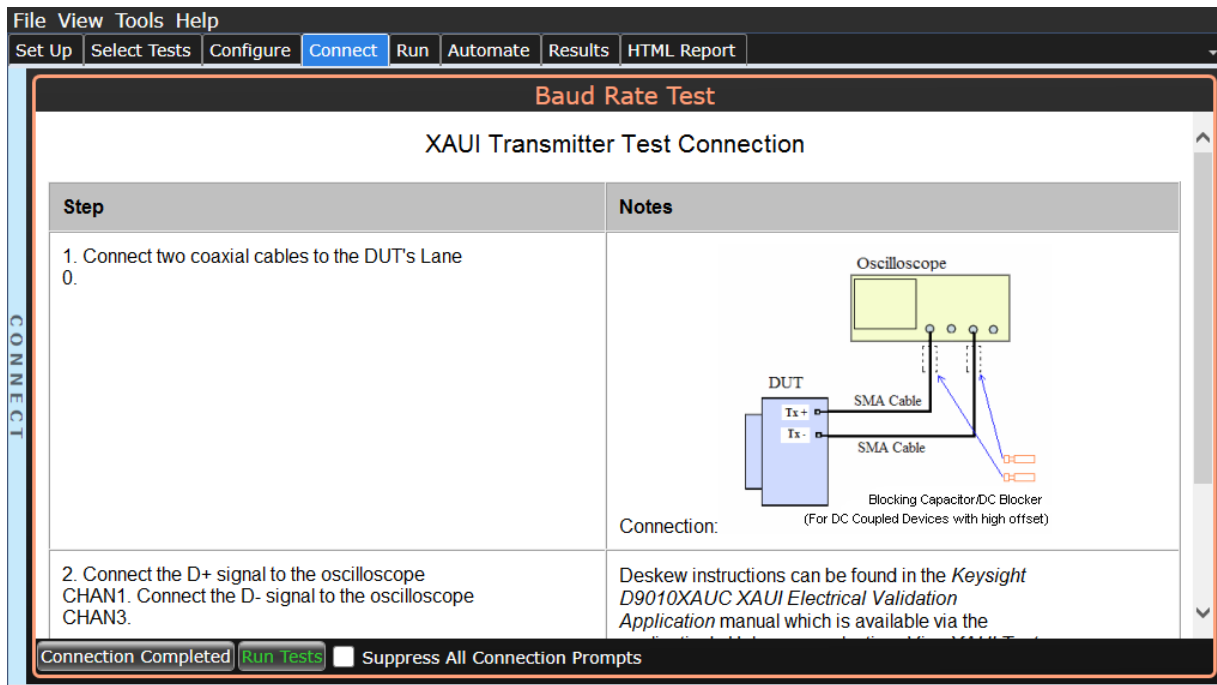 File View Tools Help
Set Up Select Tests Configure Connect Run Automate Results HTML Report
CONNECT
Baud Rate Test
XAUI Transmitter Test Connection
Step
Notes
1. Connect two coaxial cables to the DUT's Lane
0.
Oscilloscope
DUT
Tx+
SMA Cable
Tx-
SMA Cable
Blocking Capacitor/DC Blocker
(For DC Coupled Devices with high offset)
Connection:
2. Connect the D+ signal to the oscilloscope
CHAN1. Connect the D- signal to the oscilloscope
CHAN3.
Deskew instructions can be found in the Keysight
D9010XAUC XAUI Electrical Validation
Application manual which is available via the
Connection Completed Run Tests Suppress All Connection Prompts